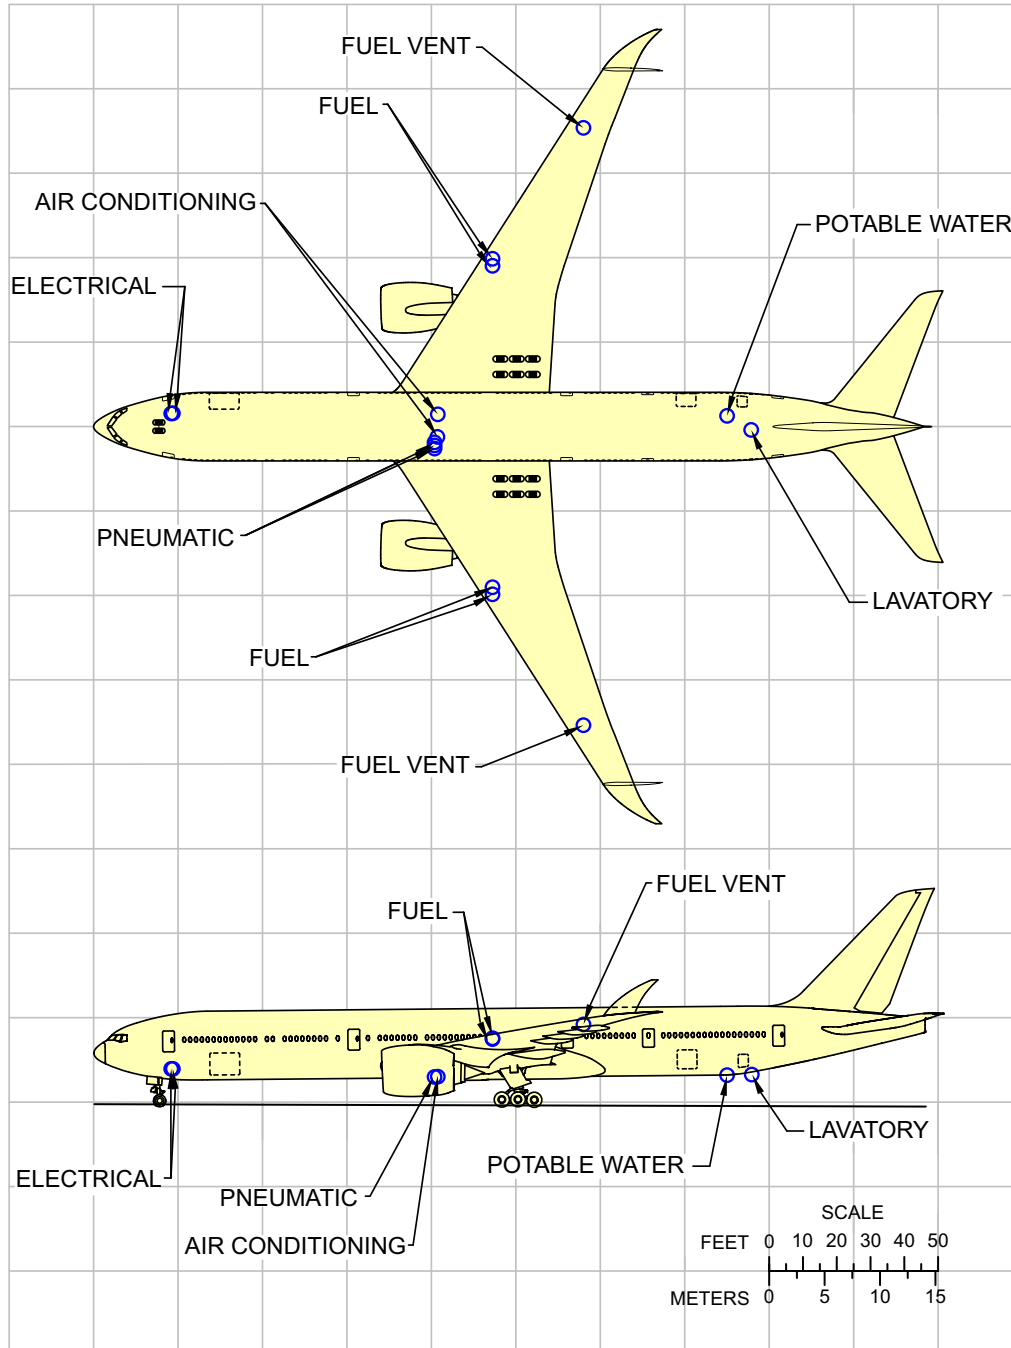 FUEL VENT
FUEL
AIR CONDITIONING
POTABLE WATER
ELECTRICAL
PNEUMATIC
LAVATORY
FUEL
FUEL VENT
FUEL VENT
FUEL
LAVATORY
POTABLE WATER
ELECTRICAL
PNEUMATIC
AIR CONDITIONING
SCALE
FEET 0 10 20 30 40 50
METERS 0 5 10 15